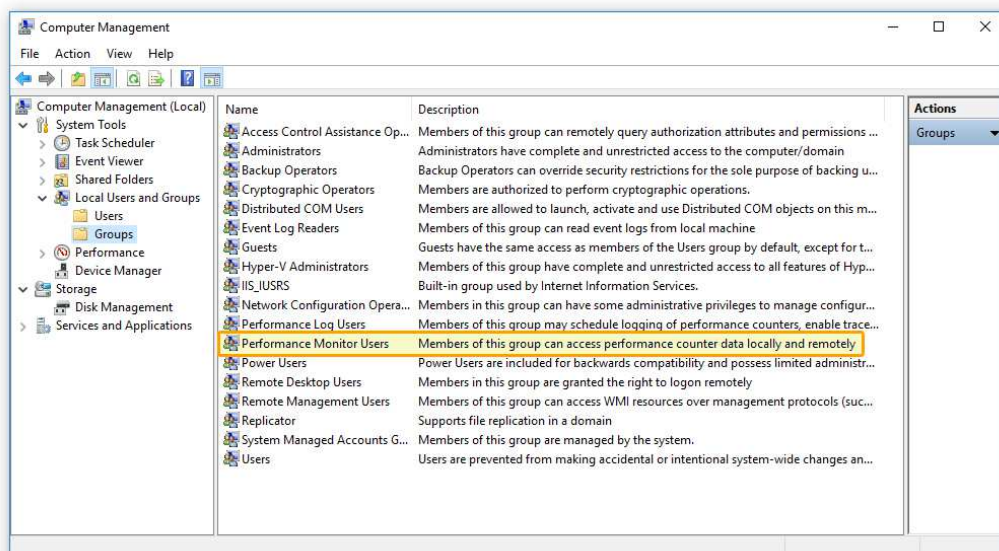 Computer Management
File Action View Help
Computer Management (Local)
System Tools
Task Scheduler
Event Viewer
Shared Folders
Local Users and Groups
Users
Groups
Performance
Device Manager
Storage
Disk Management
Services and Applications
Name Description
Access Control Assistance Op... Members of this group can remotely query authorization attributes and permissions ...
Administrators Administrators have complete and unrestricted access to the computer/domain
Backup Operators Backup Operators can override security restrictions for the sole purpose of backing u...
Cryptographic Operators Members are authorized to perform cryptographic operations.
Distributed COM Users Members are allowed to launch, activate and use Distributed COM objects on this m...
Event Log Readers Members of this group can read event logs from local machine
Guests Guests have the same access as members of the Users group by default, except for t...
Hyper-V Administrators Members of this group have complete and unrestricted access to all features of Hyp...
IIS_IUSRS Built-in group used by Internet Information Services.
Network Configuration Opera... Members in this group can have some administrative privileges to manage configur...
Performance Log Users Members of this group may schedule logging of performance counters, enable trace...
Performance Monitor Users Members of this group can access performance counter data locally and remotely
Power Users Power Users are included for backwards compatibility and possess limited administr...
Remote Desktop Users Members in this group are granted the right to logon remotely
Remote Management Users Members of this group can access WMI resources over management protocols (suc...
Replicator Supports file replication in a domain
System Managed Accounts G... Members of this group are managed by the system.
Users Users are prevented from making accidental or intentional system-wide changes an...
Actions
Groups